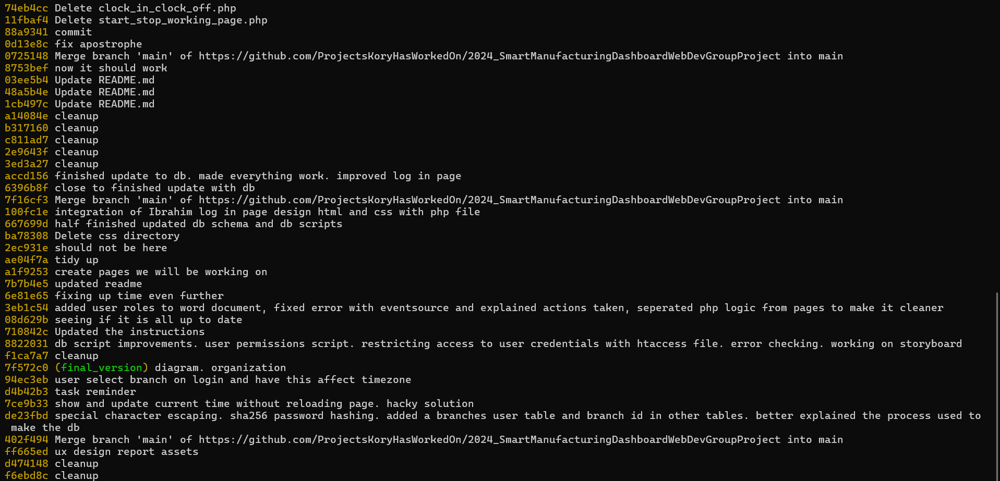 74eb4cc Delete clock_in_clock_off.php
11fbaf4 Delete start_stop_working_page.php
88a9341 commit
0d13e8c fix apostrophe
0725148 Merge branch 'main' of https://github.com/ProjectsKoryHasWorkedOn/2024_SmartManufacturingDashboardWebDevGroupProject into main
8753bef now it should work
03ee5b4 Update README.md
48a5b4e Update README.md
1cb497c Update README.md
a14084e cleanup
b317160 cleanup
c811ad7 cleanup
2e9643f cleanup
3ed3a27 cleanup
accd156 finished update to db. made everything work. improved log in page
6396b8f close to finished update with db
7f16cf3 Merge branch 'main' of https://github.com/ProjectsKoryHasWorkedOn/2024_SmartManufacturingDashboardWebDevGroupProject into main
100fc1e integration of Ibrahim log in page design html and css with php file
667699d half finished updated db schema and db scripts
ba78308 Delete css directory
2ec931e should not be here
ae04f7a tidy up
a1f9253 create pages we will be working on
7b7b4e5 updated readme
6e81e65 fixing up time even further
3eb1c54 added user roles to word document, fixed error with eventsource and explained actions taken, seperated php logic from pages to make it cleaner
08d629b seeing if it is all up to date
710842c Updated the instructions
8822031 db script improvements. user permissions script. restricting access to user credentials with htaccess file. error checking. working on storyboard
f1ca7a7 cleanup
7f572c0 (final_version) diagram. organization
94ec3eb user select branch on login and have this affect timezone
d4b42b3 task reminder
7ce9b33 show and update current time without reloading page. hacky solution
de23fbd special character escaping. sha256 password hashing. added a branches user table and branch id in other tables. better explained the process used to
make the db
402f494 Merge branch 'main' of https://github.com/ProjectsKoryHasWorkedOn/2024_SmartManufacturingDashboardWebDevGroupProject into main
ff665ed ux design report assets
d474148 cleanup
f6ebd8c cleanup